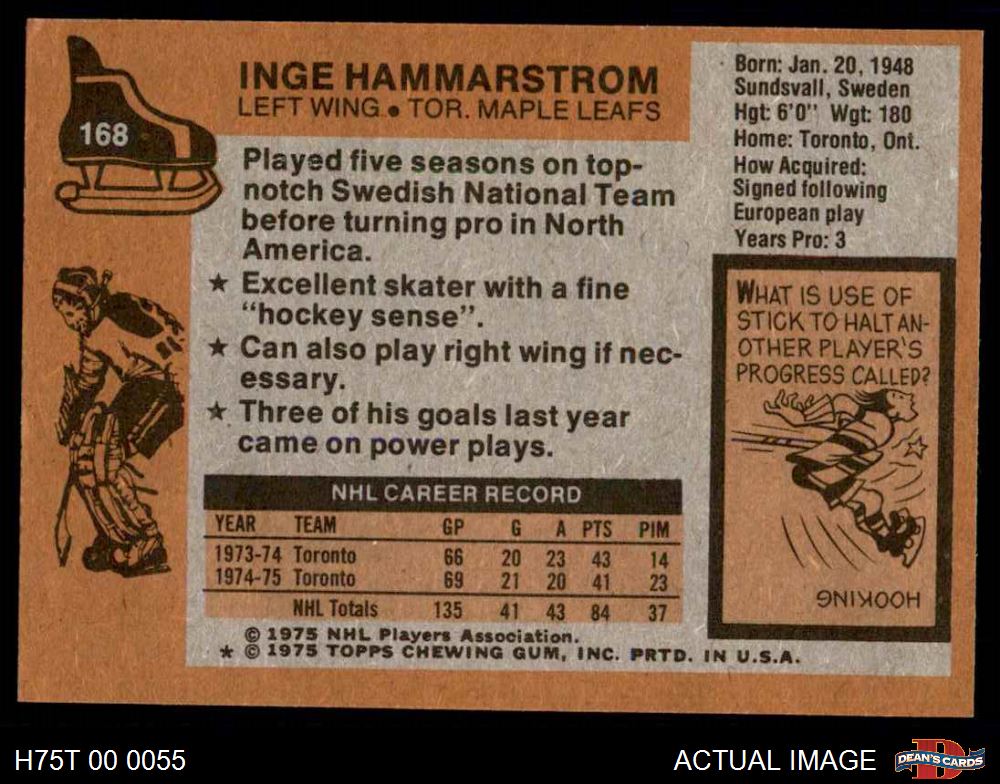 168
INGE HAMMARSTROM
LEFT WING • TOR. MAPLE LEAFS
Played five seasons on top-
notch Swedish National Team
before turning pro in North
America.
★ Excellent skater with a fine
"hockey sense".
★ Can also play right wing if nec-
essary.
★ Three of his goals last year
came on power plays.
NHL CAREER RECORD
YEAR TEAM GP G A PTS PIM
1973-74 Toronto 66 20 23 43 14
1974-75 Toronto 69 21 20 41 23
NHL Totals 135 41 43 84 37
© 1975 NHL Players Association.
★ © 1975 TOPPS CHEWING GUM, INC. PRTD. IN U.S.A.
Born: Jan. 20, 1948
Sundsvall, Sweden
Hgt: 6'0" Wgt: 180
Home: Toronto, Ont.
How Acquired:
Signed following
European play
Years Pro: 3
WHAT IS USE OF
STICK TO HALT AN-
OTHER PLAYER'S
PROGRESS CALLED?
HOOKING
H75T 00 0055
ACTUAL IMAGE
D
DEAN'S CARDS